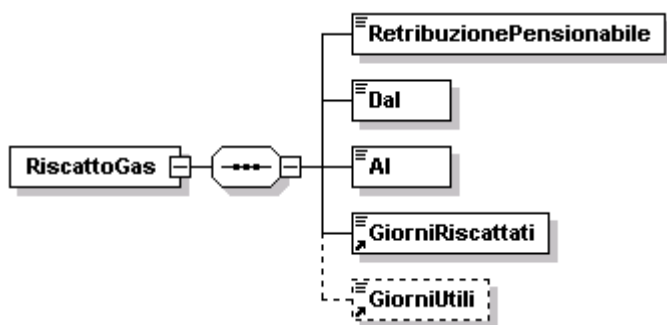 RetribuzionePensionabile
Dal
RiscattoGas
Al
GiorniRiscattati
GiorniUtili